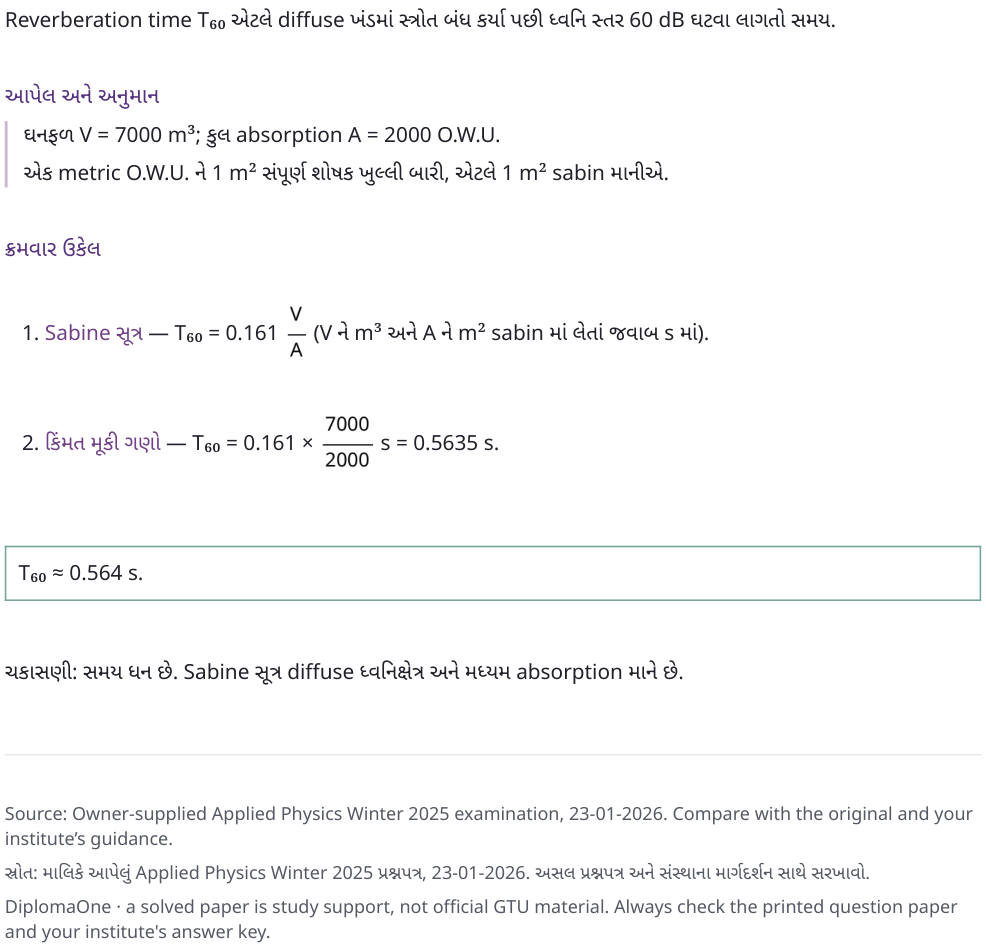 Reverberation time T₆₀ એટલે diffuse ખંડમાં સ્ત્રોત બંધ કર્યા પછી ધ્વનિ સ્તર 60 dB ઘટવા લાગતો સમય.
આપેલ અને અનુમાન
ઘનફળ V = 7000 m³; કુલ absorption A = 2000 O.W.U.
એક metric O.W.U. ને 1 m² સંપૂર્ણ શોષક ખુલ્લી બારી, એટલે 1 m² sabin માનીએ.
ક્રમવાર ઉકેલ
1. Sabine સૂત્ર — T₆₀ = 0.161 V/A (V ને m³ અને A ને m² sabin માં લેતાં જવાબ s માં).
2. કિંમત મૂકી ગણો — T₆₀ = 0.161 × 7000/2000 s = 0.5635 s.
T₆₀ ≈ 0.564 s.
ચકાસણી: સમય ધન છે. Sabine સૂત્ર diffuse ધ્વનિક્ષેત્ર અને મધ્યમ absorption માને છે.
Source: Owner-supplied Applied Physics Winter 2025 examination, 23-01-2026. Compare with the original and your
institute’s guidance.
સ્રોત: માલિકે આપેલું Applied Physics Winter 2025 પ્રશ્નપત્ર, 23-01-2026. અસલ પ્રશ્નપત્ર અને સંસ્થાના માર્ગદર્શન સાથે સરખાવો.
DiplomaOne · a solved paper is study support, not official GTU material. Always check the printed question paper
and your institute's answer key.